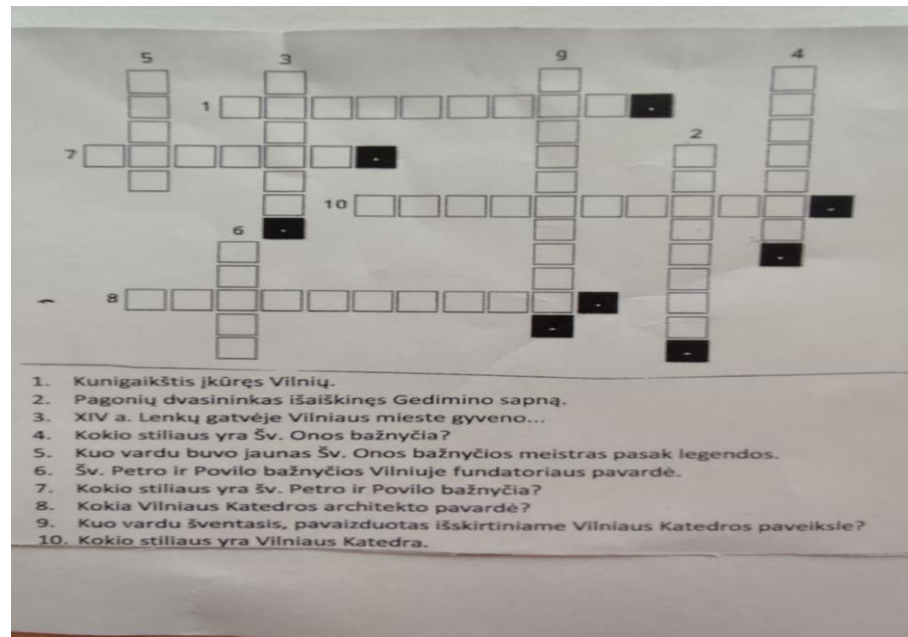 5 3 9 4
1
2
7
10
6
8
1. Kunigaikštis įkūręs Vilnių.
2. Pagonių dvasininkas išaiškinęs Gedimino sapną.
3. XIV a. Lenkų gatvėje Vilniaus mieste gyveno...
4. Kokio stiliaus yra Šv. Onos bažnyčia?
5. Kuo vardu buvo jaunas Šv. Onos bažnyčios meistras pasak legendos.
6. Šv. Petro ir Povilo bažnyčios Vilniuje fundatoriaus pavardė.
7. Kokio stiliaus yra šv. Petro ir Povilo bažnyčia?
8. Kokia Vilniaus Katedros architekto pavardė?
9. Kuo vardu šventasis, pavaizduotas išskirtiniame Vilniaus Katedros paveiksle?
10. Kokio stiliaus yra Vilniaus Katedra.